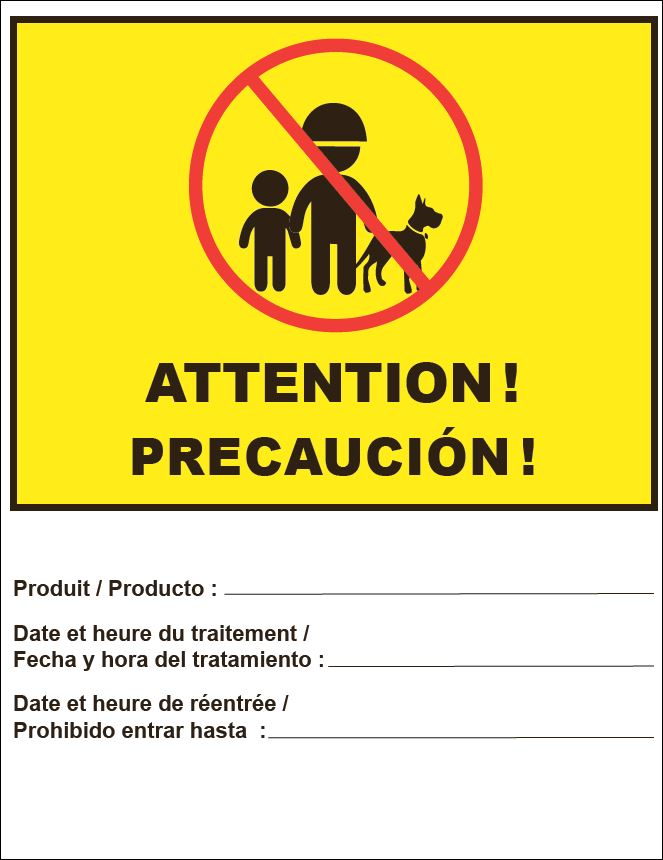 ATTENTION !
PRECAUCIÓN !
Produit / Producto :
Date et heure du traitement /
Fecha y hora del tratamiento :
Date et heure de réentrée /
Prohibido entrar hasta :